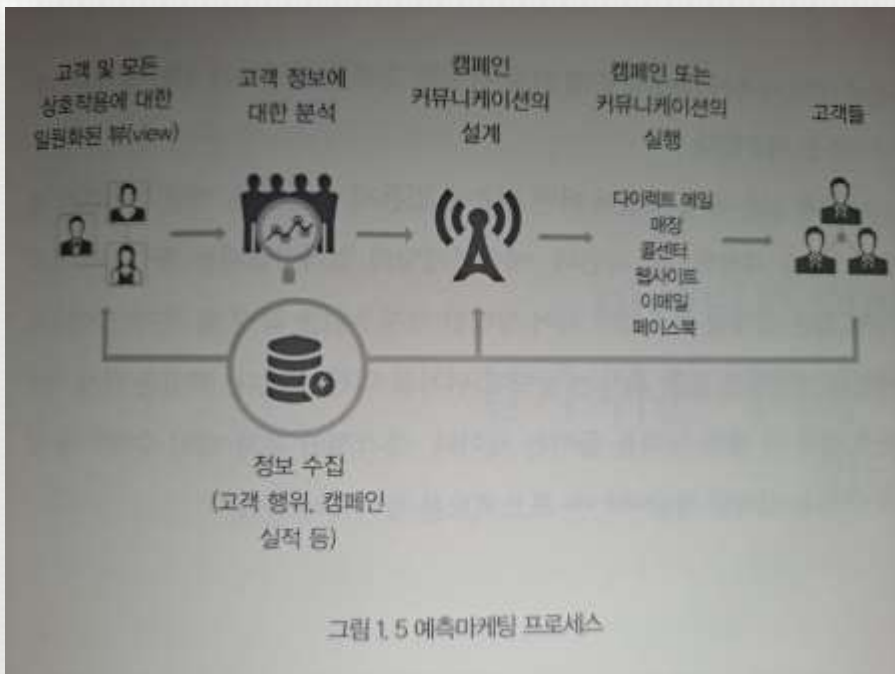 고객 및 모든
상호작용에 대한
일원화된 뷰(view)
고객 정보에
대한 분석
캠페인
커뮤니케이션의
설계
캠페인 또는
커뮤니케이션의
실행
고객들
다이렉트 메일
매장
콜센터
웹사이트
이메일
페이스북
정보 수집
(고객 행위, 캠페인
실적 등)
그림 1. 5 예측마케팅 프로세스